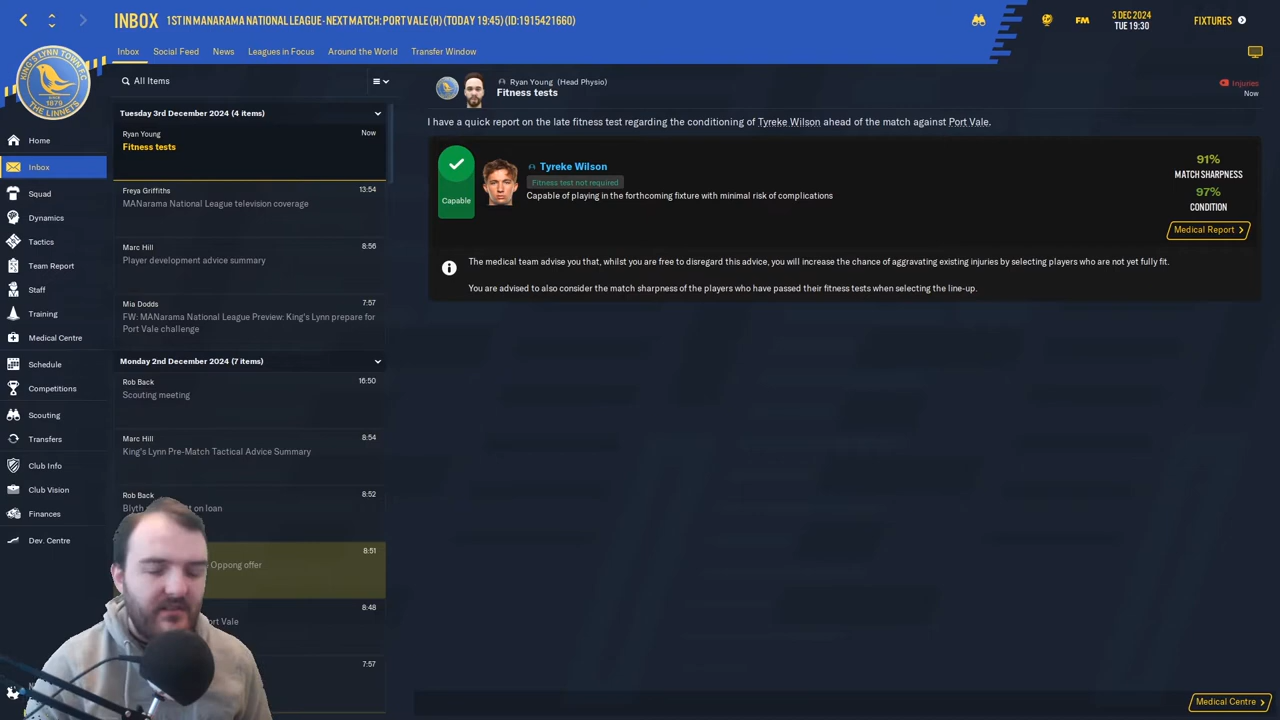 INBOX
1ST IN MANARAMA NATIONAL LEAGUE - NEXT MATCH: PORT VALE (H) (TODAY 19:45) (ID:1915421660)
FM
3 DEC 2024
TUE 19:30
FIXTURES
Inbox
Social Feed
News
Leagues in Focus
Around the World
Transfer Window
KING'S LYNN TOWN F.C
SINCE
1879
THE LINNETS
Home
Inbox
Squad
Dynamics
Tactics
Team Report
Staff
Training
Medical Centre
Schedule
Competitions
Scouting
Transfers
Club Info
Club Vision
Finances
Dev. Centre
All Items
Tuesday 3rd December 2024 (4 items)
Ryan Young
Now
Fitness tests
Freya Griffiths
13:54
MANarama National League television coverage
Marc Hill
8:56
Player development advice summary
Mia Dodds
7:57
FW: MANarama National League Preview: King's Lynn prepare for
Port Vale challenge
Monday 2nd December 2024 (7 items)
Rob Back
16:50
Scouting meeting
Marc Hill
8:54
King's Lynn Pre-Match Tactical Advice Summary
Rob Back
8:52
Blyth on loan
8:51
Oppong offer
8:48
Vale
7:57
Ryan Young (Head Physio)
Fitness tests
Injuries
Now
I have a quick report on the late fitness test regarding the conditioning of Tyreke Wilson ahead of the match against Port Vale.
Capable
Tyreke Wilson
Fitness test not required
Capable of playing in the forthcoming fixture with minimal risk of complications
91%
MATCH SHARPNESS
97%
CONDITION
Medical Report
The medical team advise you that, whilst you are free to disregard this advice, you will increase the chance of aggravating existing injuries by selecting players who are not yet fully fit.
You are advised to also consider the match sharpness of the players who have passed their fitness tests when selecting the line-up.
Medical Centre